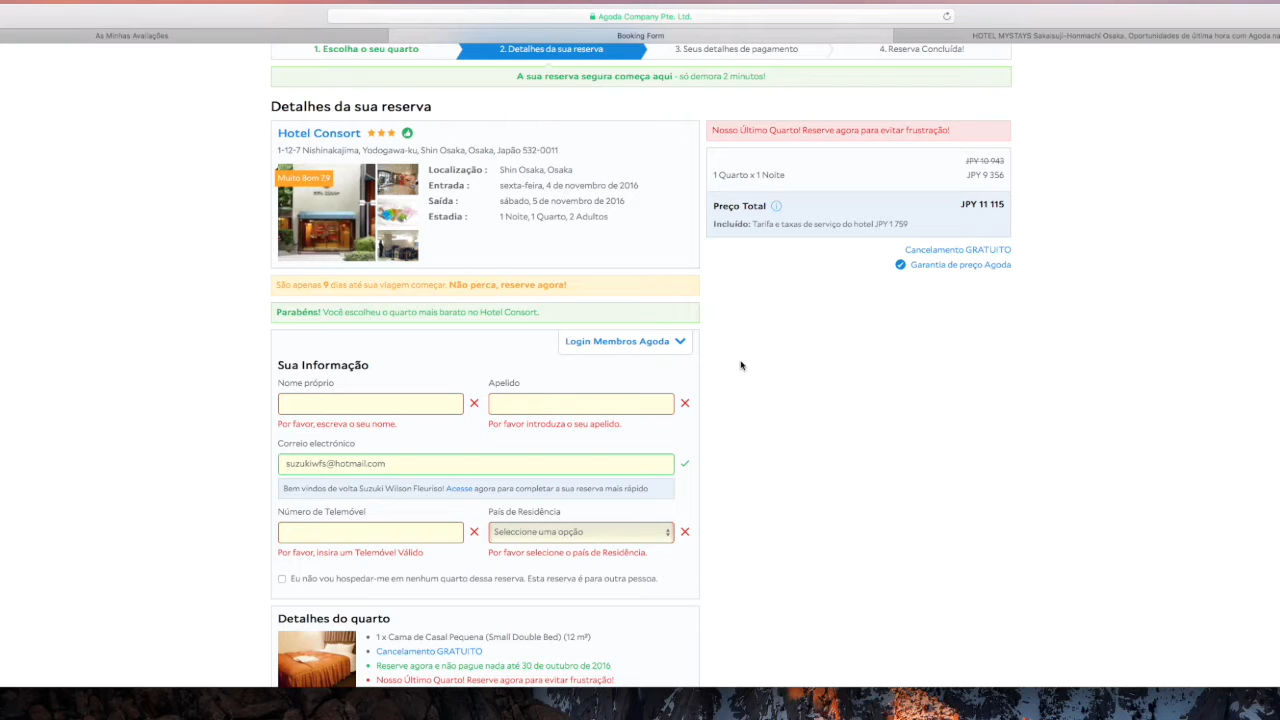 Agoda Company Pte. Ltd.
As Minhas Avaliações
Booking Form
HOTEL MYSTAYS Sakaisuji-Honmachi Osaka. Oportunidades de última hora com Agoda na
1. Escolha o seu quarto
2. Detalhes da sua reserva
3. Seus detalhes de pagamento
4. Reserva Concluída!
A sua reserva segura começa aqui - só demora 2 minutos!
Detalhes da sua reserva
Hotel Consort
1-12-7 Nishinakajima, Yodogawa-ku, Shin Osaka, Osaka, Japão 532-0011
Muito Bom 7,9
Localização : Shin Osaka, Osaka
Entrada : sexta-feira, 4 de novembro de 2016
Saída : sábado, 5 de novembro de 2016
Estadia : 1 Noite, 1 Quarto, 2 Adultos
Nosso Último Quarto! Reserve agora para evitar frustração!
JPY 10 943
1 Quarto x 1 Noite JPY 9 356
Preço Total JPY 11 115
Incluído: Tarifa e taxas de serviço do hotel JPY 1 759
Cancelamento GRATUITO
Garantia de preço Agoda
São apenas 9 dias até sua viagem começar. Não perca, reserve agora!
Parabéns! Você escolheu o quarto mais barato no Hotel Consort.
Login Membros Agoda
Sua Informação
Nome próprio
Apelido
Por favor, escreva o seu nome.
Por favor introduza o seu apelido.
Correio electrónico
suzukiwfs@hotmail.com
Bem vindos de volta Suzuki Wilson Fleuriso! Acesse agora para completar a sua reserva mais rápido
Número de Telemóvel
País de Residência
Seleccione uma opção
Por favor, insira um Telemóvel Válido
Por favor selecione o país de Residência.
Eu não vou hospedar-me em nenhum quarto dessa reserva. Esta reserva é para outra pessoa.
Detalhes do quarto
1 x Cama de Casal Pequena (Small Double Bed) (12 m²)
Cancelamento GRATUITO
Reserve agora e não pague nada até 30 de outubro de 2016
Nosso Último Quarto! Reserve agora para evitar frustração!